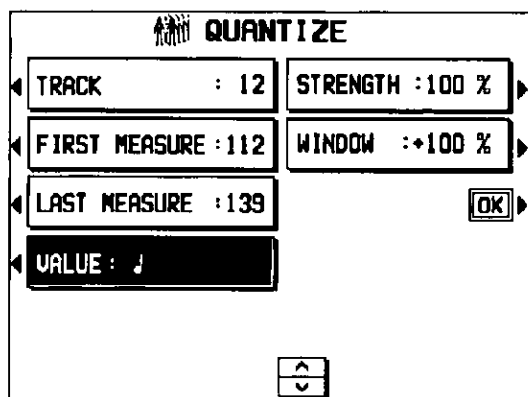 QUANTIZE
TRACK : 12
FIRST MEASURE :112
LAST MEASURE :139
VALUE : ♩
STRENGTH :100 %
WINDOW :+100 %
OK